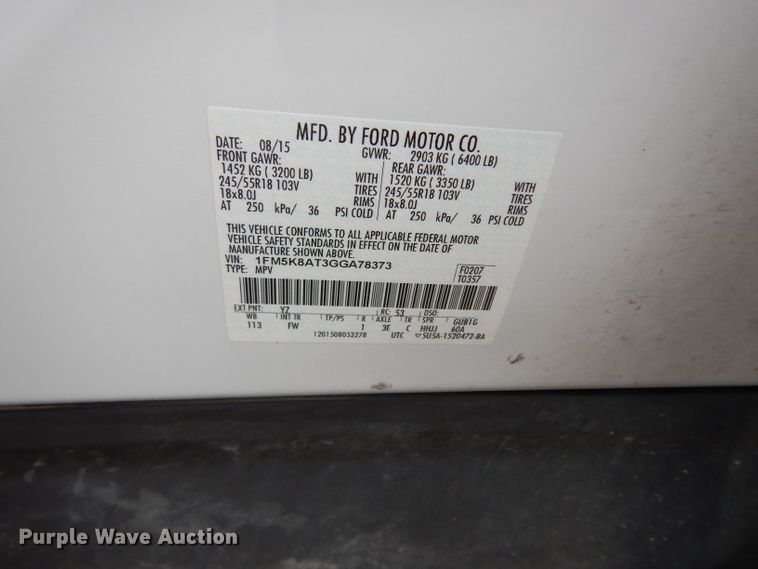 MFD. BY FORD MOTOR CO.
DATE: 08/15 GVWR: 2903 KG ( 6400 LB)
FRONT GAWR: REAR GAWR:
1452 KG ( 3200 LB) WITH 1520 KG ( 3350 LB) WITH
245/55R18 103V TIRES 245/55R18 103V TIRES
18x8.0J RIMS 18x8.0J RIMS
AT 250 kPa/ 36 PSI COLD AT 250 kPa/ 36 PSI COLD
THIS VEHICLE CONFORMS TO ALL APPLICABLE FEDERAL MOTOR
VEHICLE SAFETY STANDARDS IN EFFECT ON THE DATE OF
MANUFACTURE SHOWN ABOVE.
VIN: 1FM5K8AT3GGA78373 F0207
TYPE: MPV T0357
EXT PNT: YZ RC: 53 DSO:
WB INT TR TP/PS R AXLE TR SPR GUB1G
113 FW 1 3E C HHJJ 60A
1201508053278 UTC 5U5A-1520472-BA
Purple Wave Auction